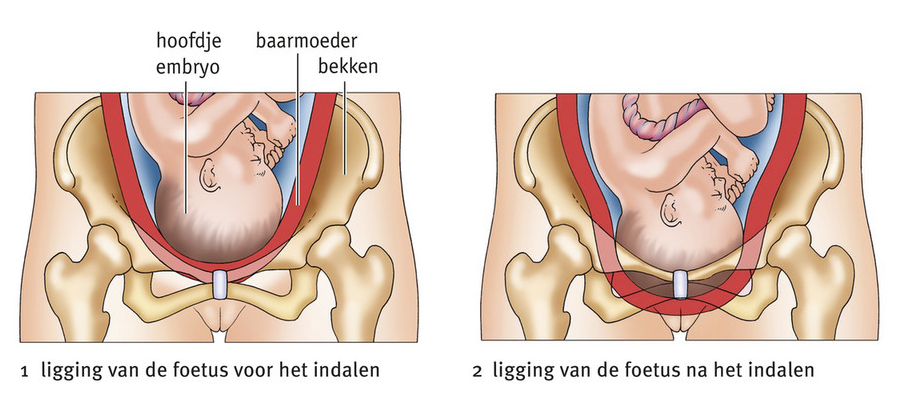 hoofdje
embryo
baarmoeder
bekken
1 ligging van de foetus voor het indalen
2 ligging van de foetus na het indalen